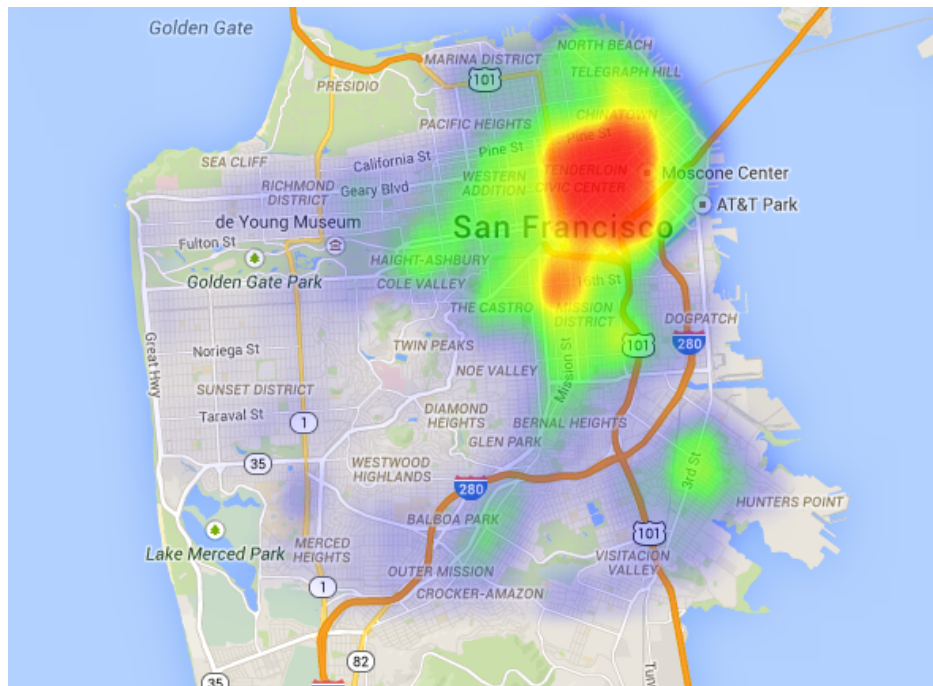 Golden Gate
NORTH BEACH
MARINA DISTRICT
101
TELEGRAPH HILL
PRESIDIO
CHINATOWN
PACIFIC HEIGHTS
Pine St
Pine St
SEA CLIFF
California St
TENDERLOIN
Moscone Center
RICHMOND
DISTRICT
Geary Blvd
WESTERN
ADDITION
CIVIC CENTER
AT&T Park
de Young Museum
San Francisco
Fulton St
HAIGHT-ASHBURY
Golden Gate Park
COLE VALLEY
16th St
THE CASTRO
MISSION
DISTRICT
DOGPATCH
Great Hwy
Noriega St
TWIN PEAKS
101
280
Mission St
NOE VALLEY
SUNSET DISTRICT
Taraval St
1
DIAMOND
HEIGHTS
BERNAL HEIGHTS
GLEN PARK
35
WESTWOOD
HIGHLANDS
3rd St
280
HUNTERS POINT
BALBOA PARK
Lake Merced Park
MERCED
HEIGHTS
101
VISITACION
VALLEY
OUTER MISSION
1
CROCKER-AMAZON
82
35